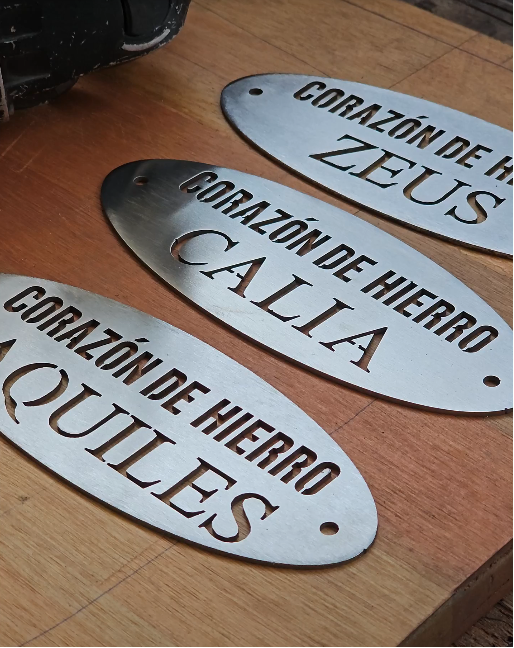 CORAZÓN DE H
ZEUS
CORAZÓN DE HIERRO
CALIA
CORAZÓN DE HIERRO
AQUILES